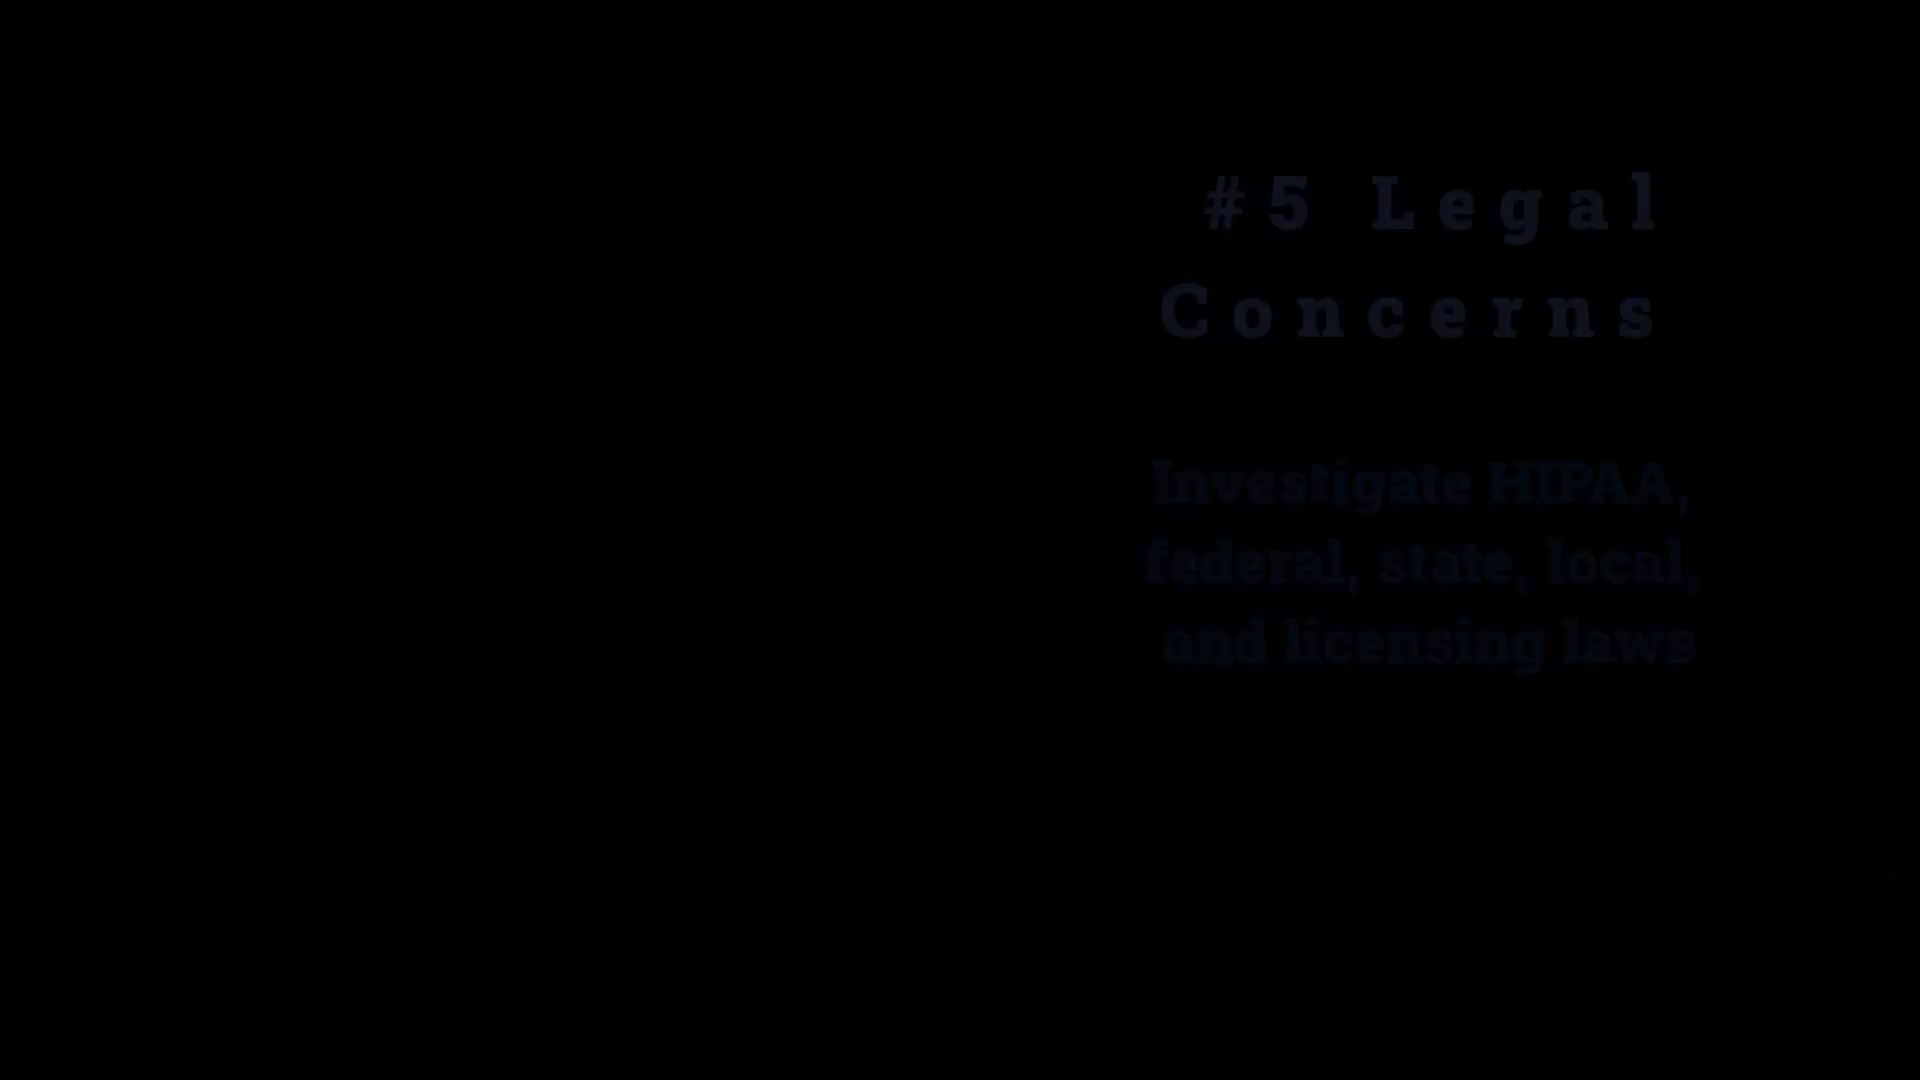 #5 Legal
Concerns
Investigate HIPAA,
federal, state, local,
and licensing laws